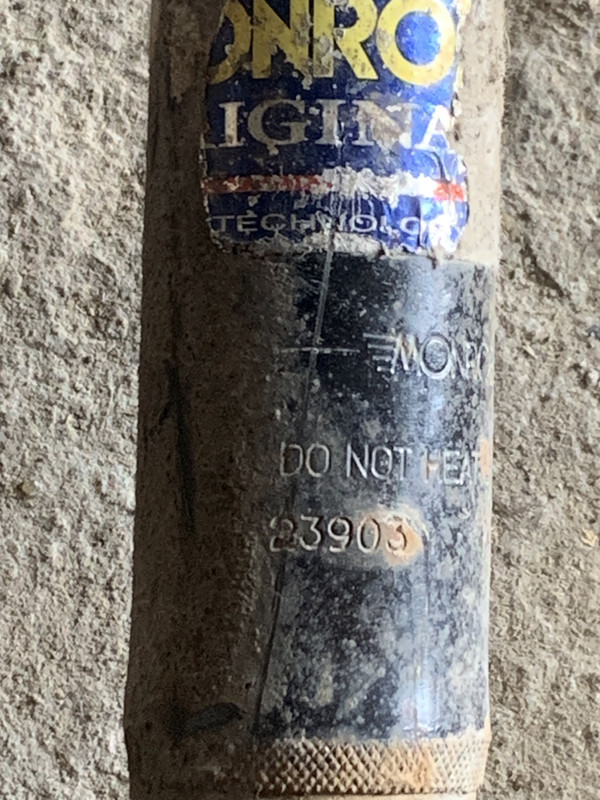 ONRO
IGINA
TECHNOLO
MONRO
DO NOT HEAT
23903